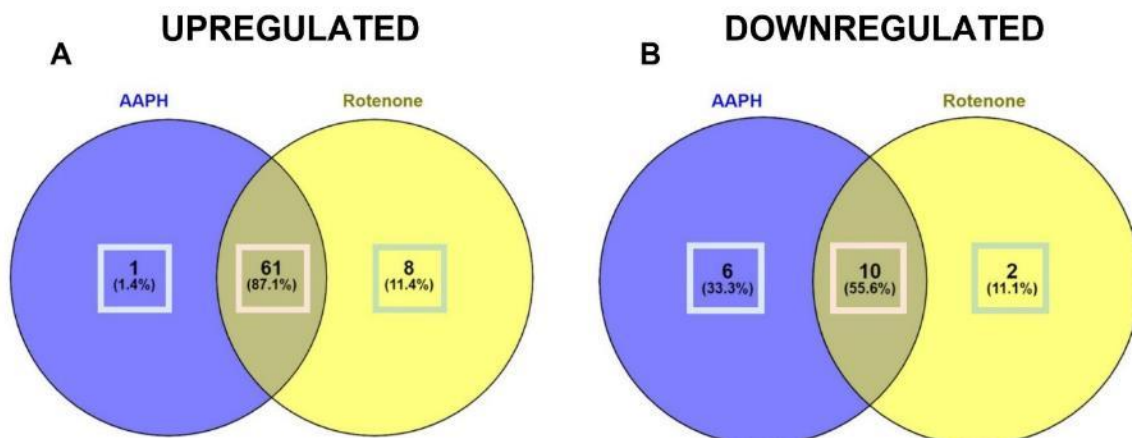 UPREGULATED
A
AAPH
Rotenone
1
(1.4%)
61
(87.1%)
8
(11.4%)
DOWNREGULATED
B
AAPH
Rotenone
6
(33.3%)
10
(55.6%)
2
(11.1%)